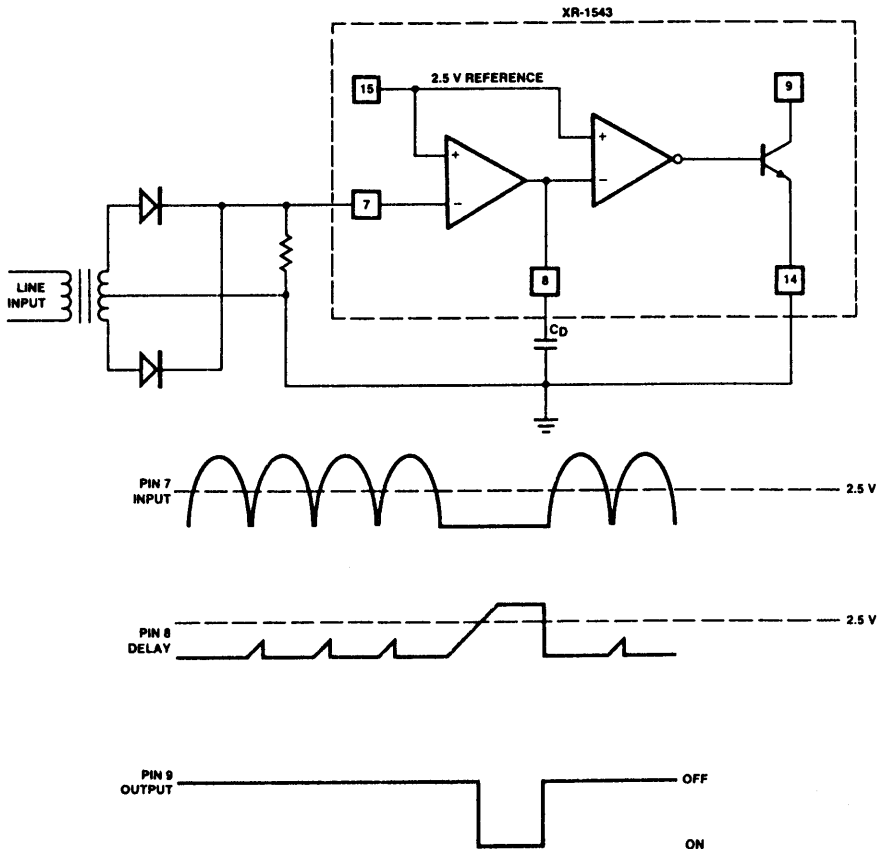 XR-1543
2.5 V REFERENCE
15
9
+
+
−
−
7
8
14
LINE
INPUT
CD
PIN 7
INPUT
2.5 V
PIN 8
DELAY
2.5 V
PIN 9
OUTPUT
OFF
ON